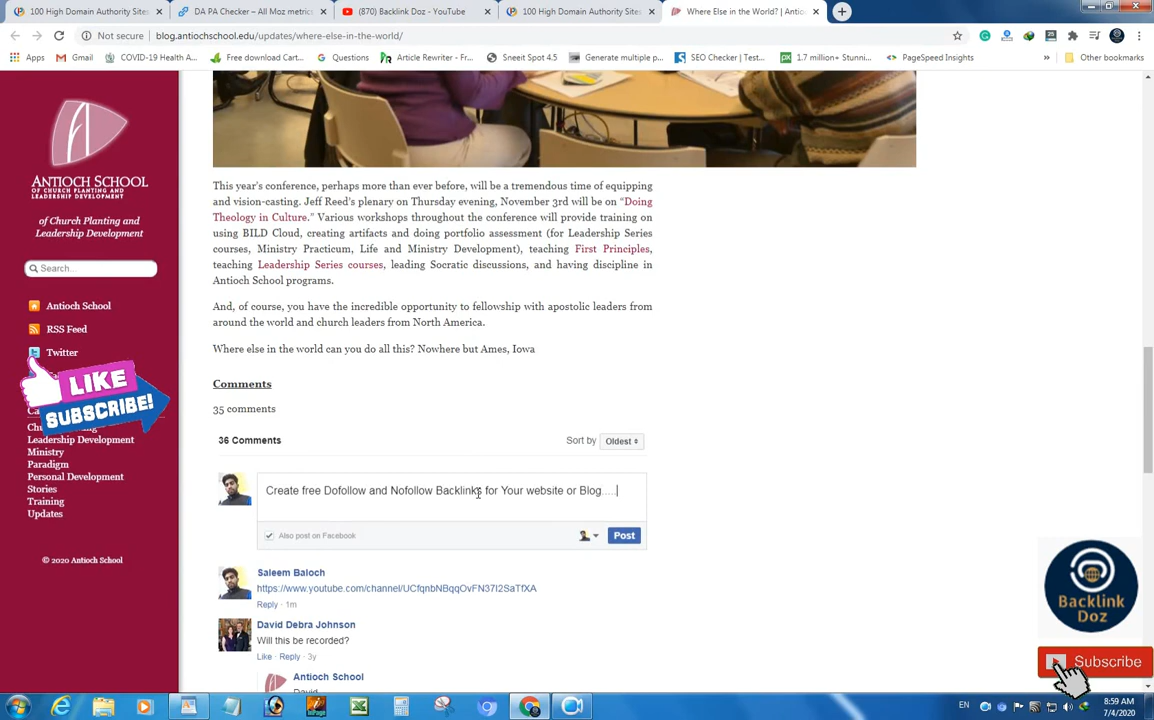 100 High Domain Authority Sites
DA PA Checker – All Moz metric
(870) Backlink Doz - YouTube
100 High Domain Authority Sites
Where Else in the World? | Antio
Not secure
blog.antiochschool.edu/updates/where-else-in-the-world/
Apps
Gmail
COVID-19 Health A...
Free download Cart...
Questions
Article Rewriter - Fr...
Sneeit Spot 4.5
Generate multiple p...
SEO Checker | Test...
1.7 million+ Stunni...
PageSpeed Insights
»
Other bookmarks
ANTIOCH SCHOOL
OF CHURCH PLANTING AND
LEADERSHIP DEVELOPMENT
of Church Planting and
Leadership Development
Search...
Antioch School
RSS Feed
Twitter
LIKE
SUBSCRIBE!
Leadership Development
Ministry
Paradigm
Personal Development
Stories
Training
Updates
© 2020 Antioch School
This year's conference, perhaps more than ever before, will be a tremendous time of equipping
and vision-casting. Jeff Reed's plenary on Thursday evening, November 3rd will be on “Doing
Theology in Culture.” Various workshops throughout the conference will provide training on
using BILD Cloud, creating artifacts and doing portfolio assessment (for Leadership Series
courses, Ministry Practicum, Life and Ministry Development), teaching First Principles,
teaching Leadership Series courses, leading Socratic discussions, and having discipline in
Antioch School programs.
And, of course, you have the incredible opportunity to fellowship with apostolic leaders from
around the world and church leaders from North America.
Where else in the world can you do all this? Nowhere but Ames, Iowa
Comments
35 comments
36 Comments
Sort by Oldest
Create free Dofollow and Nofollow Backlinks for Your website or Blog.....
Also post on Facebook
Post
Saleem Baloch
https://www.youtube.com/channel/UCfqnbNBqqOvFN37I2SaTfXA
Reply · 1m
David Debra Johnson
Will this be recorded?
Like · Reply · 3y
Antioch School
David
Backlink
Doz
Subscribe
EN
8:59 AM
7/4/2020